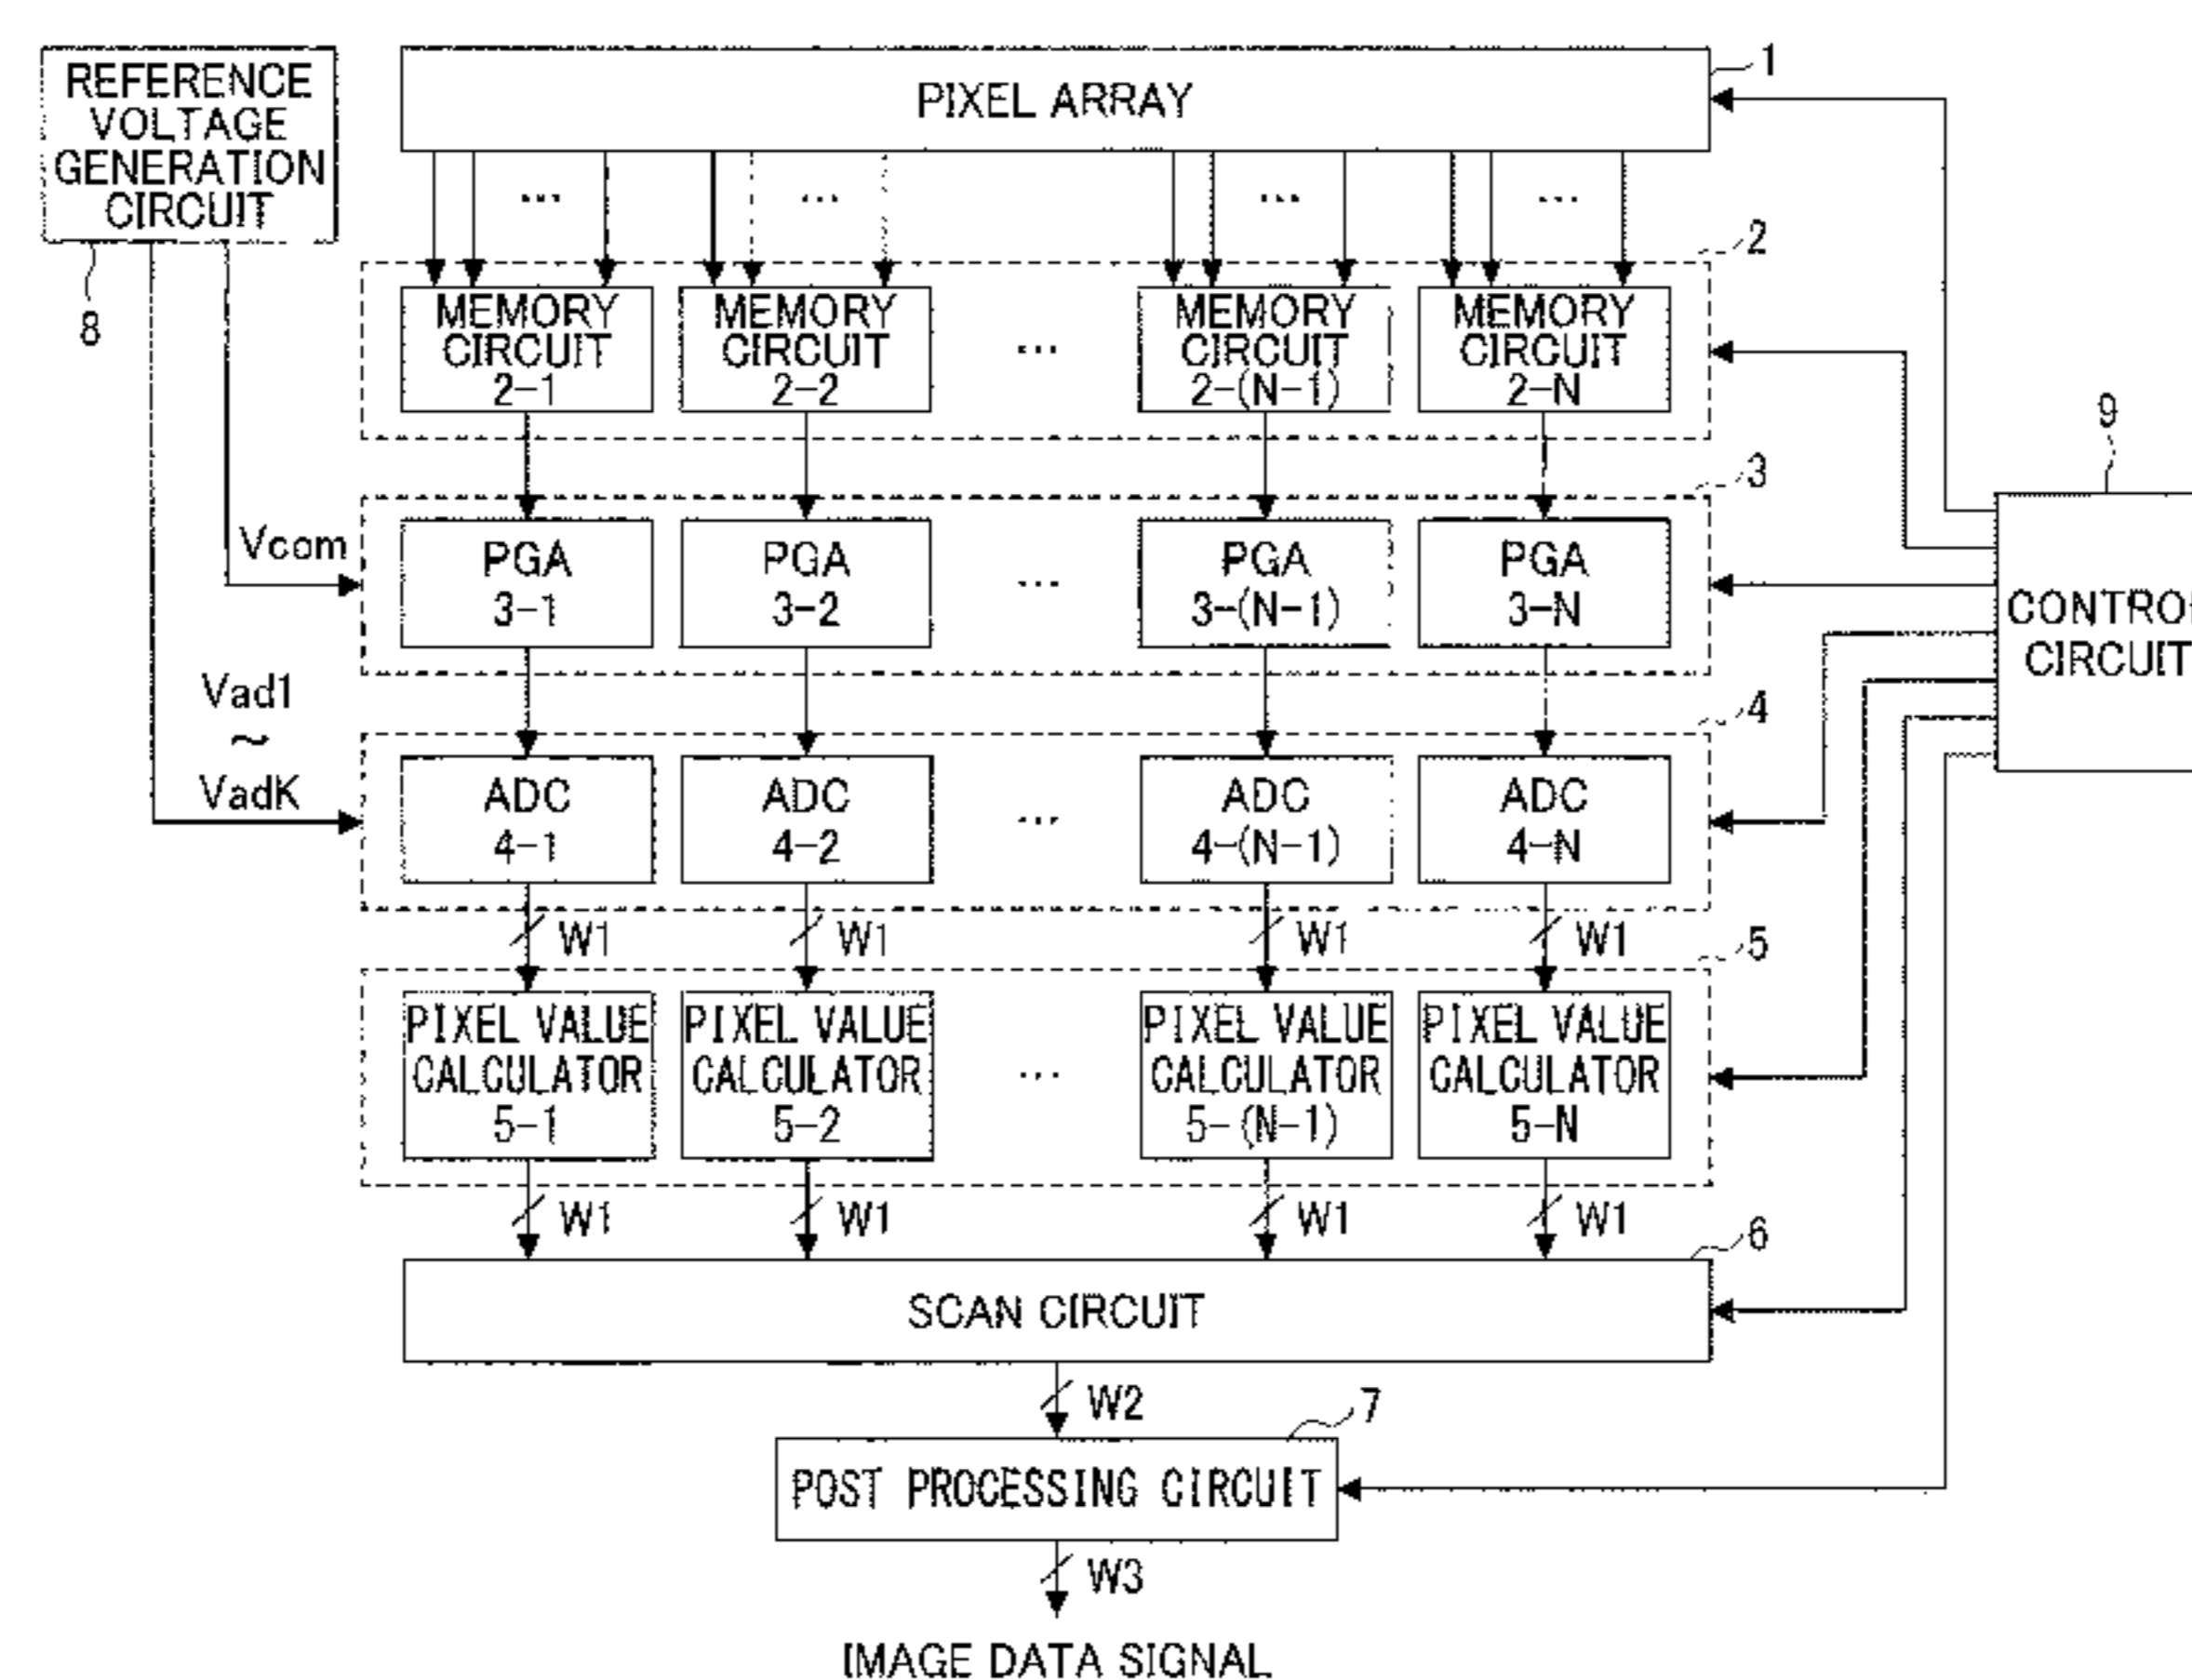 REFERENCE
VOLTAGE
GENERATION
CIRCUIT
8
PIXEL ARRAY
1
...
...
...
...
2
MEMORY
CIRCUIT
2-1
MEMORY
CIRCUIT
2-2
...
MEMORY
CIRCUIT
2-(N-1)
MEMORY
CIRCUIT
2-N
9
CONTROL
CIRCUIT
3
Vcom
PGA
3-1
PGA
3-2
...
PGA
3-(N-1)
PGA
3-N
Vad1
~
VadK
4
ADC
4-1
ADC
4-2
...
ADC
4-(N-1)
ADC
4-N
W1
W1
W1
W1
5
PIXEL VALUE
CALCULATOR
5-1
PIXEL VALUE
CALCULATOR
5-2
...
PIXEL VALUE
CALCULATOR
5-(N-1)
PIXEL VALUE
CALCULATOR
5-N
W1
W1
W1
W1
6
SCAN CIRCUIT
W2
7
POST PROCESSING CIRCUIT
W3
IMAGE DATA SIGNAL